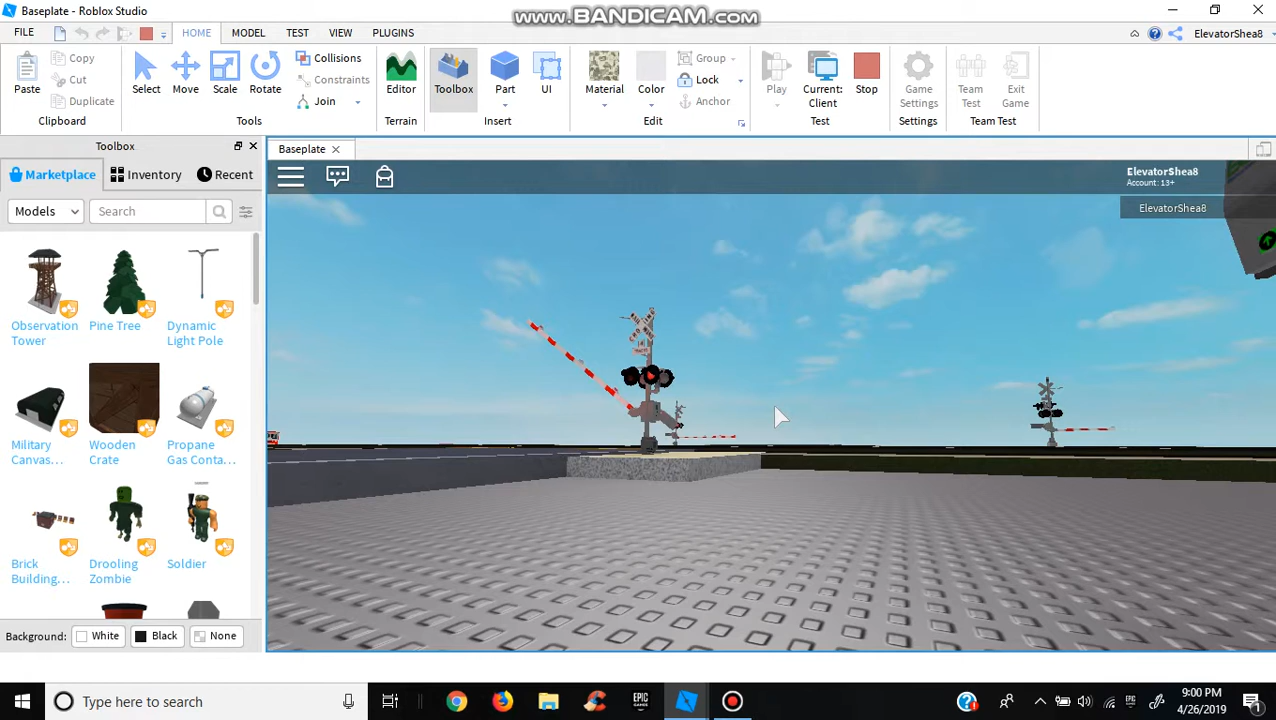 Baseplate - Roblox Studio
www.BANDICAM.com
FILE HOME MODEL TEST VIEW PLUGINS ElevatorShea8
Paste Copy Cut Duplicate Select Move Scale Rotate Collisions Constraints Join Editor Toolbox Part UI Material Color Group Lock Anchor Play Current: Client Stop Game Settings Team Test Exit Game
Clipboard Tools Terrain Insert Edit Test Settings Team Test
Toolbox
Baseplate
Marketplace Inventory Recent
ElevatorShea8
Account: 13+
ElevatorShea8
Models Search
Observation Tower
Pine Tree
Dynamic Light Pole
Military Canvas...
Wooden Crate
Propane Gas Conta...
Brick Building...
Drooling Zombie
Soldier
Background: White Black None
Type here to search
EPIC GAMES
9:00 PM
4/26/2019